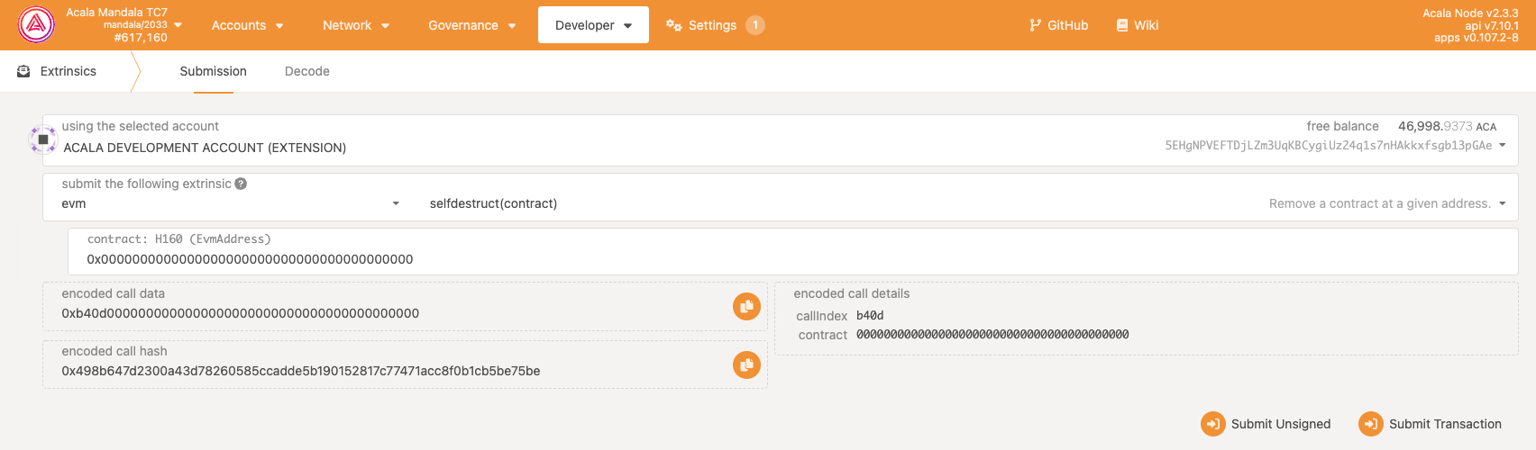 Acala Mandala TC7
mandala/2033
#617,160
Accounts
Network
Governance
Developer
Settings 1
GitHub
Wiki
Acala Node v2.3.3
api v7.10.1
apps v0.107.2-8
Extrinsics
Submission
Decode
using the selected account
ACALA DEVELOPMENT ACCOUNT (EXTENSION)
free balance 46,998.9373 ACA
5EHgNPVEFTDjLZm3UqKBCygiUz24q1s7nHAkkxfsgb13pGAe
submit the following extrinsic ?
evm
selfdestruct(contract)
Remove a contract at a given address.
contract: H160 (EvmAddress)
0x0000000000000000000000000000000000000000
encoded call data
0xb40d0000000000000000000000000000000000000000
encoded call details
callIndex b40d
contract 0000000000000000000000000000000000000000
encoded call hash
0x498b647d2300a43d78260585ccadde5b190152817c77471acc8f0b1cb5be75be
Submit Unsigned
Submit Transaction